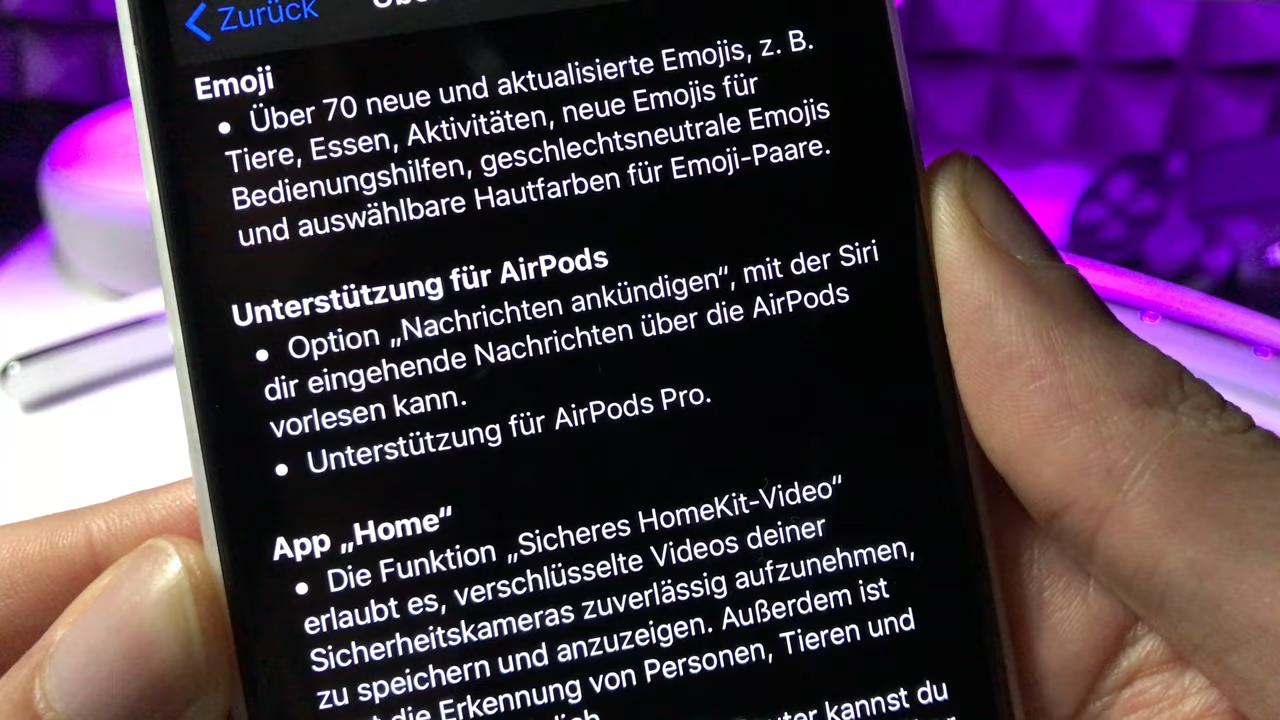 Zurück
Emoji
• Über 70 neue und aktualisierte Emojis, z. B.
Tiere, Essen, Aktivitäten, neue Emojis für
Bedienungshilfen, geschlechtsneutrale Emojis
und auswählbare Hautfarben für Emoji-Paare.
Unterstützung für AirPods
• Option „Nachrichten ankündigen“, mit der Siri
dir eingehende Nachrichten über die AirPods
vorlesen kann.
• Unterstützung für AirPods Pro.
App „Home“
• Die Funktion „Sicheres HomeKit-Video“
erlaubt es, verschlüsselte Videos deiner
Sicherheitskameras zuverlässig aufzunehmen,
zu speichern und anzuzeigen. Außerdem ist
die Erkennung von Personen, Tieren und
kannst du